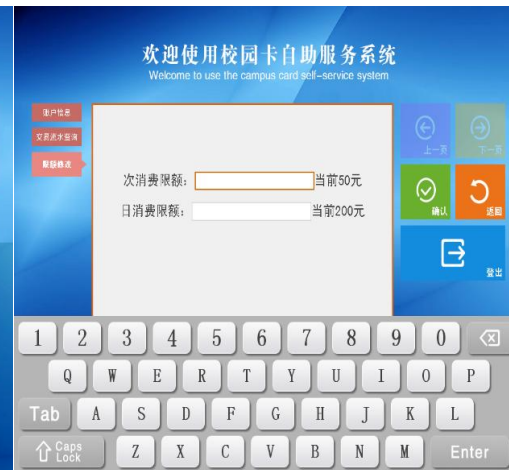 欢迎使用校园卡自助服务系统
Welcome to use the campus card self-service system
账户信息
交易流水查询
限额修改
次消费限额：
当前50元
日消费限额：
当前200元
上一页
下一页
确认
返回
登出
1 2 3 4 5 6 7 8 9 0
Q W E R T Y U I O P
Tab A S D F G H J K L
Caps Lock Z X C V B N M Enter